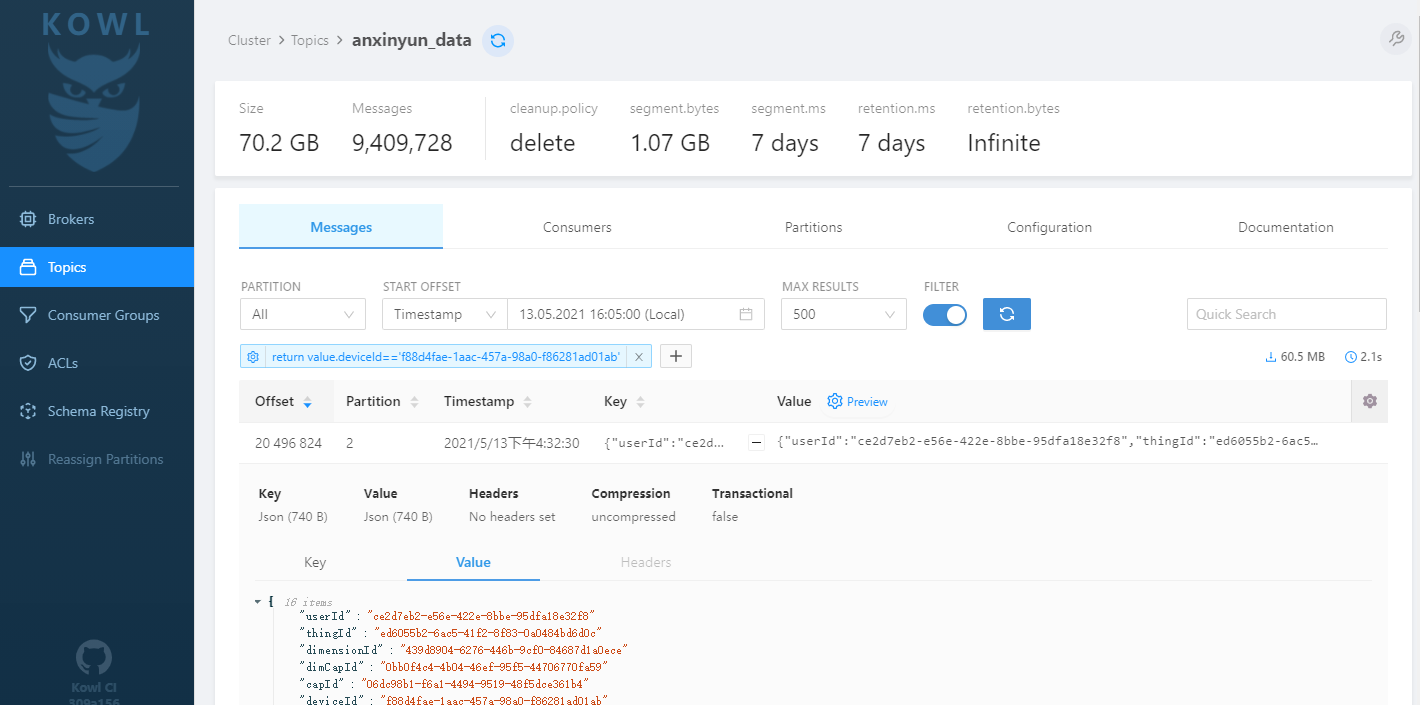 KOWL
Brokers
Topics
Consumer Groups
ACLs
Schema Registry
Reassign Partitions
Kowl CI
309a156
Cluster > Topics > anxinyun_data
Size Messages cleanup.policy segment.bytes segment.ms retention.ms retention.bytes
70.2 GB 9,409,728 delete 1.07 GB 7 days 7 days Infinite
Messages Consumers Partitions Configuration Documentation
PARTITION START OFFSET MAX RESULTS FILTER
All Timestamp 13.05.2021 16:05:00 (Local) 500 Quick Search
return value.deviceId=='f88d4fae-1aac-457a-98a0-f86281ad01ab' × + 60.5 MB 2.1s
Offset Partition Timestamp Key Value Preview
20 496 824 2 2021/5/13下午4:32:30 {"userId":"ce2d... {"userId":"ce2d7eb2-e56e-422e-8bbe-95dfa18e32f8","thingId":"ed6055b2-6ac5...
Key Value Headers Compression Transactional
Json (740 B) Json (740 B) No headers set uncompressed false
Key Value Headers
{ 16 items
"userId" : "ce2d7eb2-e56e-422e-8bbe-95dfa18e32f8"
"thingId" : "ed6055b2-6ac5-41f2-8f83-0a0484bd6d0c"
"dimensionId" : "439d8904-6276-446b-9cf0-84687d1a0ece"
"dimCapId" : "0bb0f4c4-4b04-46ef-95f5-44706770fa59"
"capId" : "06dc98b1-f6a1-4494-9519-48f5dce361b4"
"deviceId" : "f88d4fae-1aac-457a-98a0-f86281ad01ab"